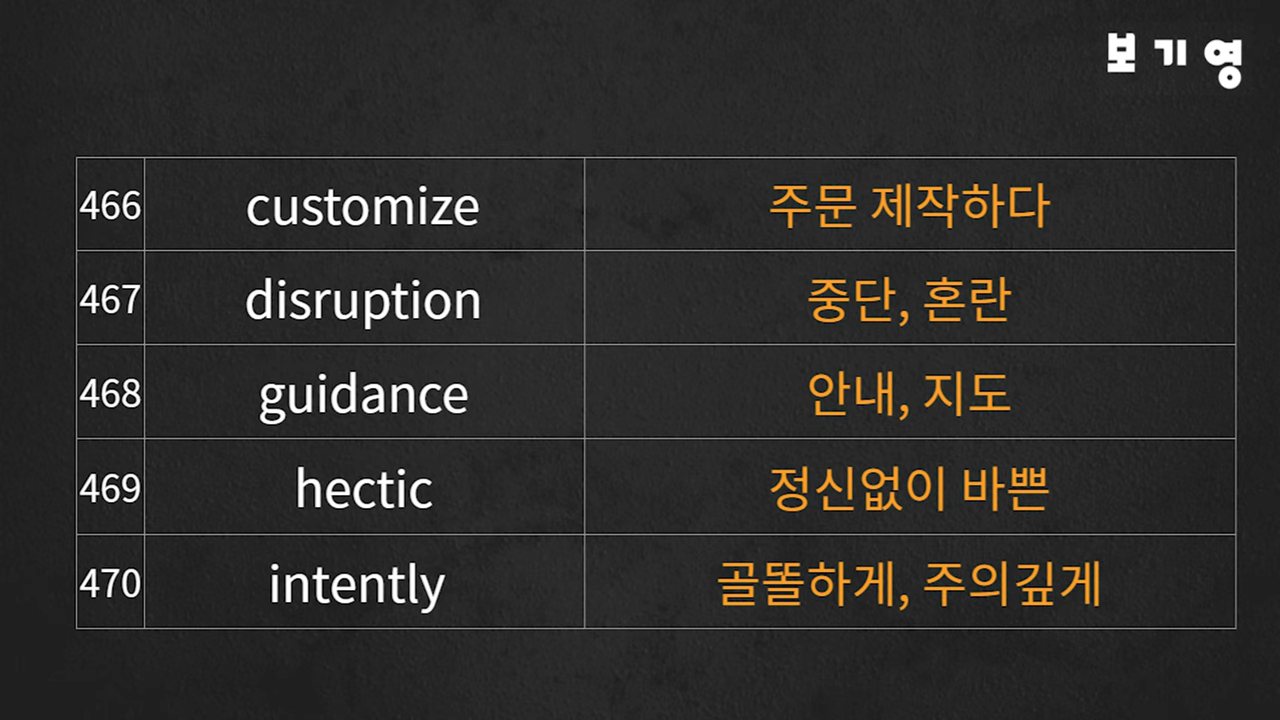 보기영
466 customize 주문 제작하다
467 disruption 중단, 혼란
468 guidance 안내, 지도
469 hectic 정신없이 바쁜
470 intently 골똘하게, 주의깊게